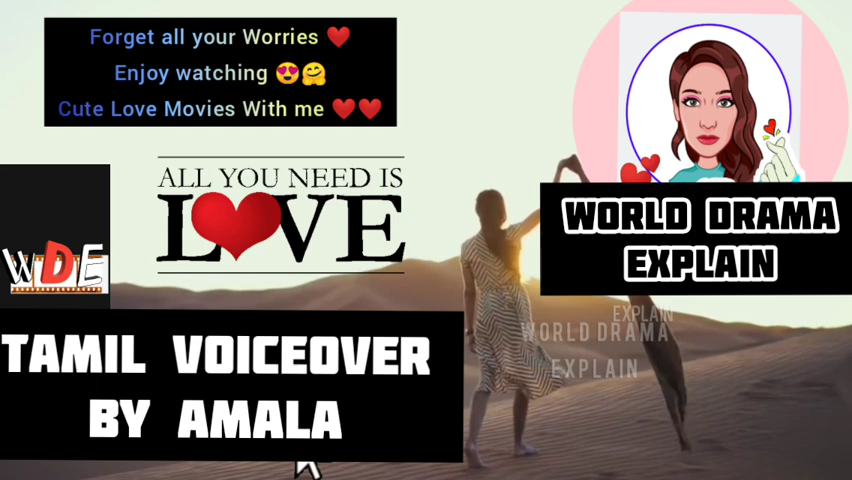 Forget all your Worries ❤️
Enjoy watching 😍🤗
Cute Love Movies With me ❤️❤️
ALL YOU NEED IS
LOVE
WDE
WORLD DRAMA
EXPLAIN
EXPLAIN
WORLD DRAMA
EXPLAIN
TAMIL VOICEOVER
BY AMALA